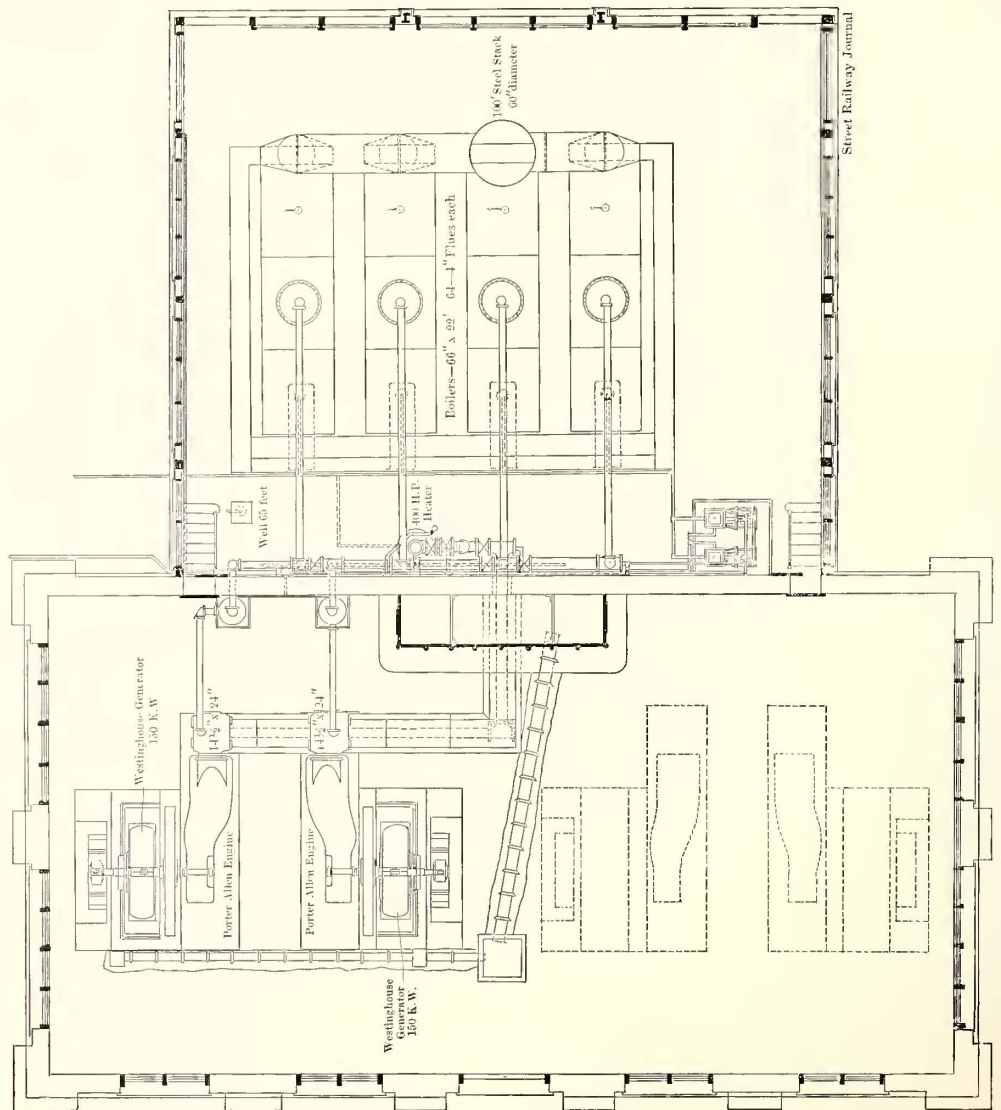 100' Steel Stack
60" diameter
Street Railway Journal
Boilers—66" x 22' 64—4" Flues each
Well 65 feet
400 H.P.
Heater
Westinghouse Generator
150 K.W
14½" x 24"
14½" x 24"
Porter Allen Engine
Porter Allen Engine
Westinghouse
Generator
150 K.W.